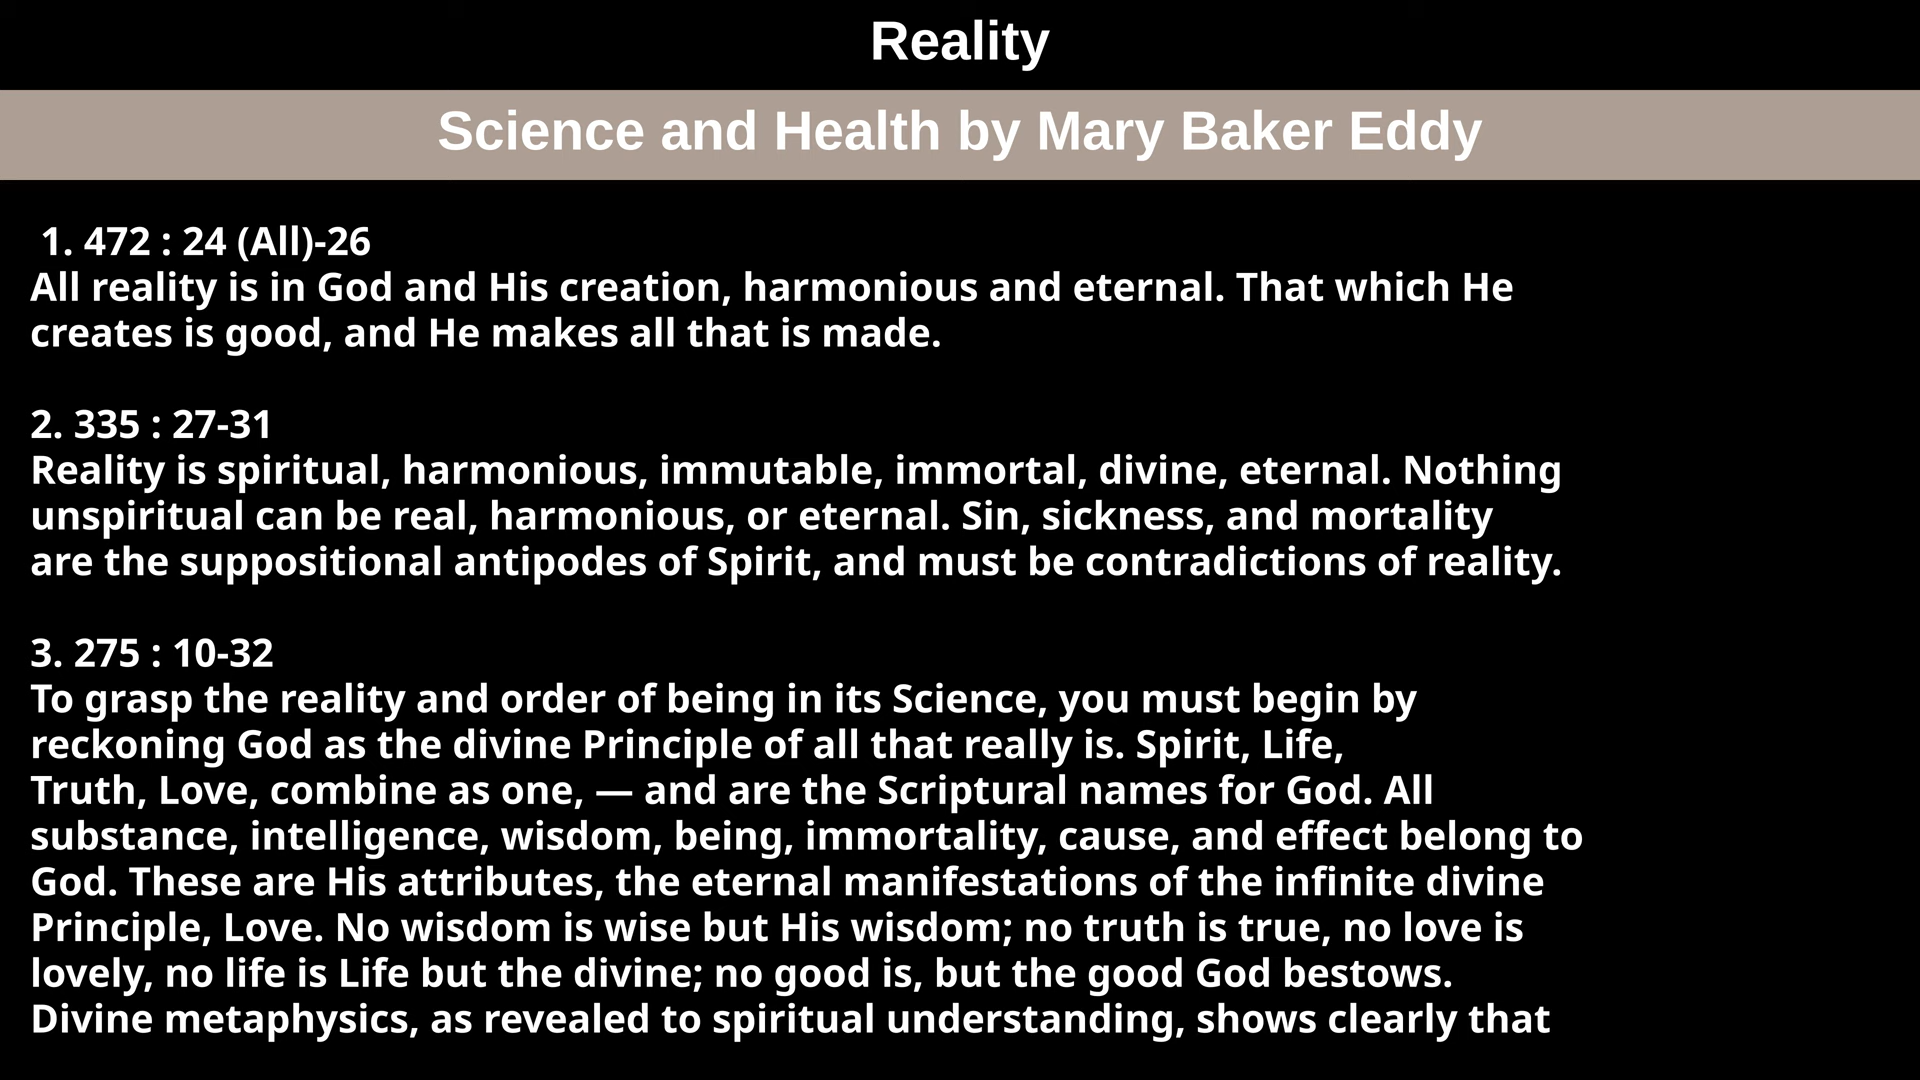 Reality
Science and Health by Mary Baker Eddy
1. 472 : 24 (All)-26
All reality is in God and His creation, harmonious and eternal. That which He
creates is good, and He makes all that is made.
2. 335 : 27-31
Reality is spiritual, harmonious, immutable, immortal, divine, eternal. Nothing
unspiritual can be real, harmonious, or eternal. Sin, sickness, and mortality
are the suppositional antipodes of Spirit, and must be contradictions of reality.
3. 275 : 10-32
To grasp the reality and order of being in its Science, you must begin by
reckoning God as the divine Principle of all that really is. Spirit, Life,
Truth, Love, combine as one, — and are the Scriptural names for God. All
substance, intelligence, wisdom, being, immortality, cause, and effect belong to
God. These are His attributes, the eternal manifestations of the infinite divine
Principle, Love. No wisdom is wise but His wisdom; no truth is true, no love is
lovely, no life is Life but the divine; no good is, but the good God bestows.
Divine metaphysics, as revealed to spiritual understanding, shows clearly that